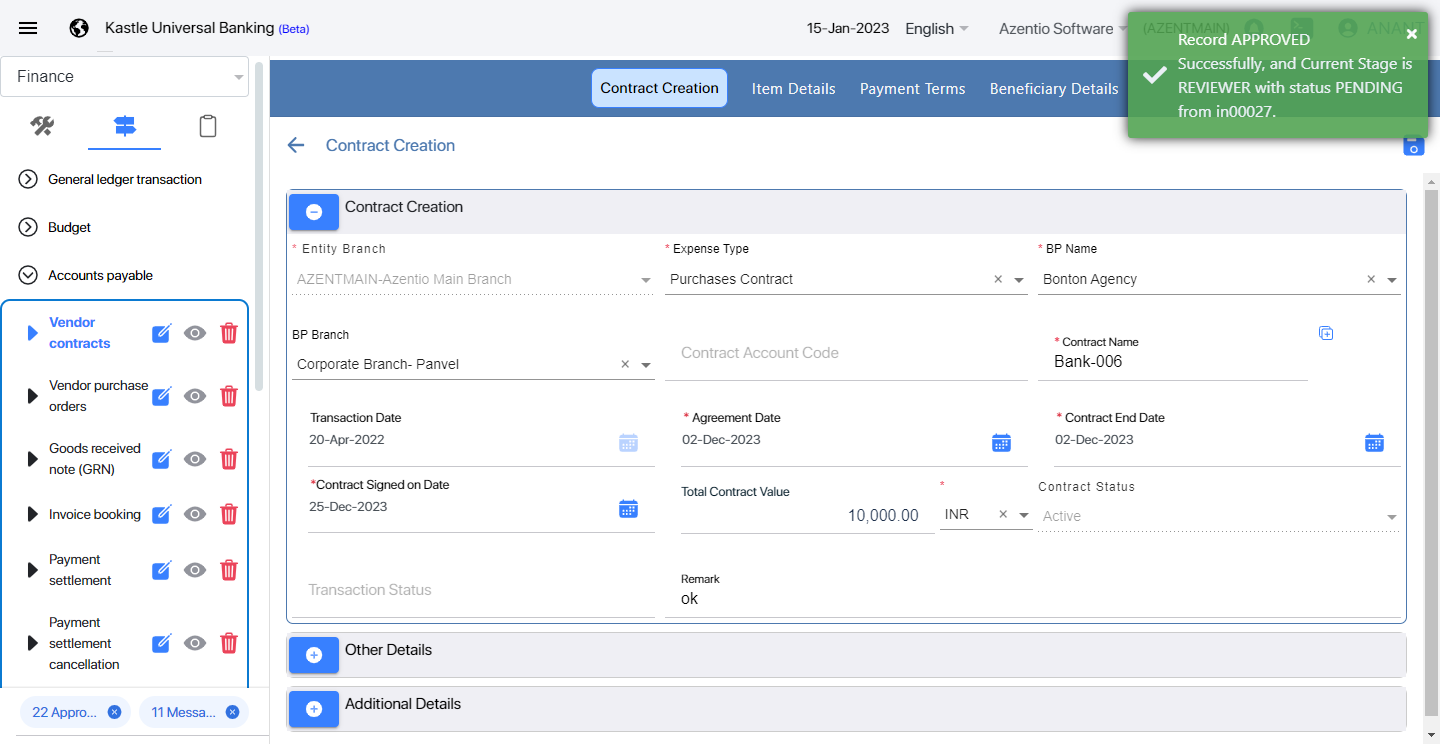 Kastle Universal Banking (Beta)
15-Jan-2023
English
Azentio Software
(AZENTMAIN)
ANANT
Record APPROVED
Successfully, and Current Stage is
REVIEWER with status PENDING
from in00027.
Finance
Contract Creation
Item Details
Payment Terms
Beneficiary Details
Contract Creation
General ledger transaction
Budget
Accounts payable
Vendor
contracts
Vendor purchase
orders
Goods received
note (GRN)
Invoice booking
Payment
settlement
Payment
settlement
cancellation
22 Appro...
11 Messa...
Contract Creation
* Entity Branch
AZENTMAIN-Azentio Main Branch
* Expense Type
Purchases Contract
* BP Name
Bonton Agency
BP Branch
Corporate Branch- Panvel
Contract Account Code
* Contract Name
Bank-006
Transaction Date
20-Apr-2022
* Agreement Date
02-Dec-2023
* Contract End Date
02-Dec-2023
*Contract Signed on Date
25-Dec-2023
Total Contract Value
10,000.00
*
INR
Contract Status
Active
Transaction Status
Remark
ok
Other Details
Additional Details